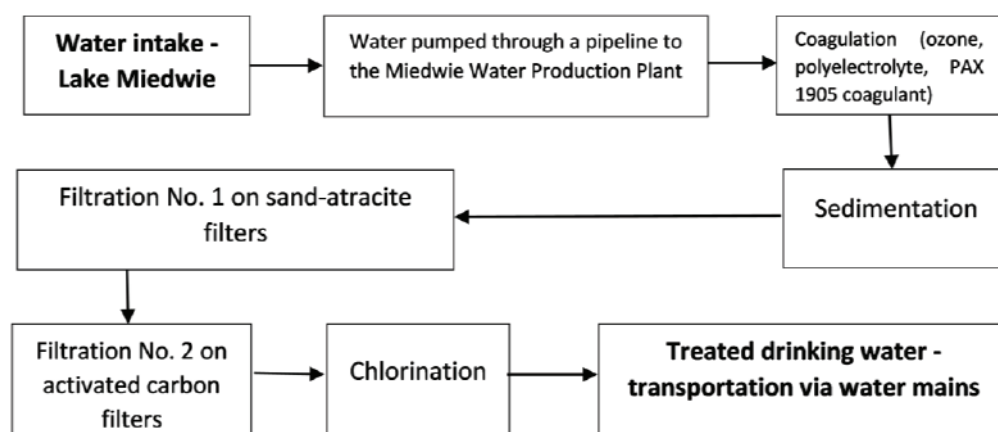 Water intake -
Lake Miedwie
Water pumped through a pipeline to
the Miedwie Water Production Plant
Coagulation (ozone,
polyelectrolyte, PAX
1905 coagulant)
Sedimentation
Filtration No. 1 on sand-atracite
filters
Filtration No. 2 on
activated carbon
filters
Chlorination
Treated drinking water -
transportation via water mains